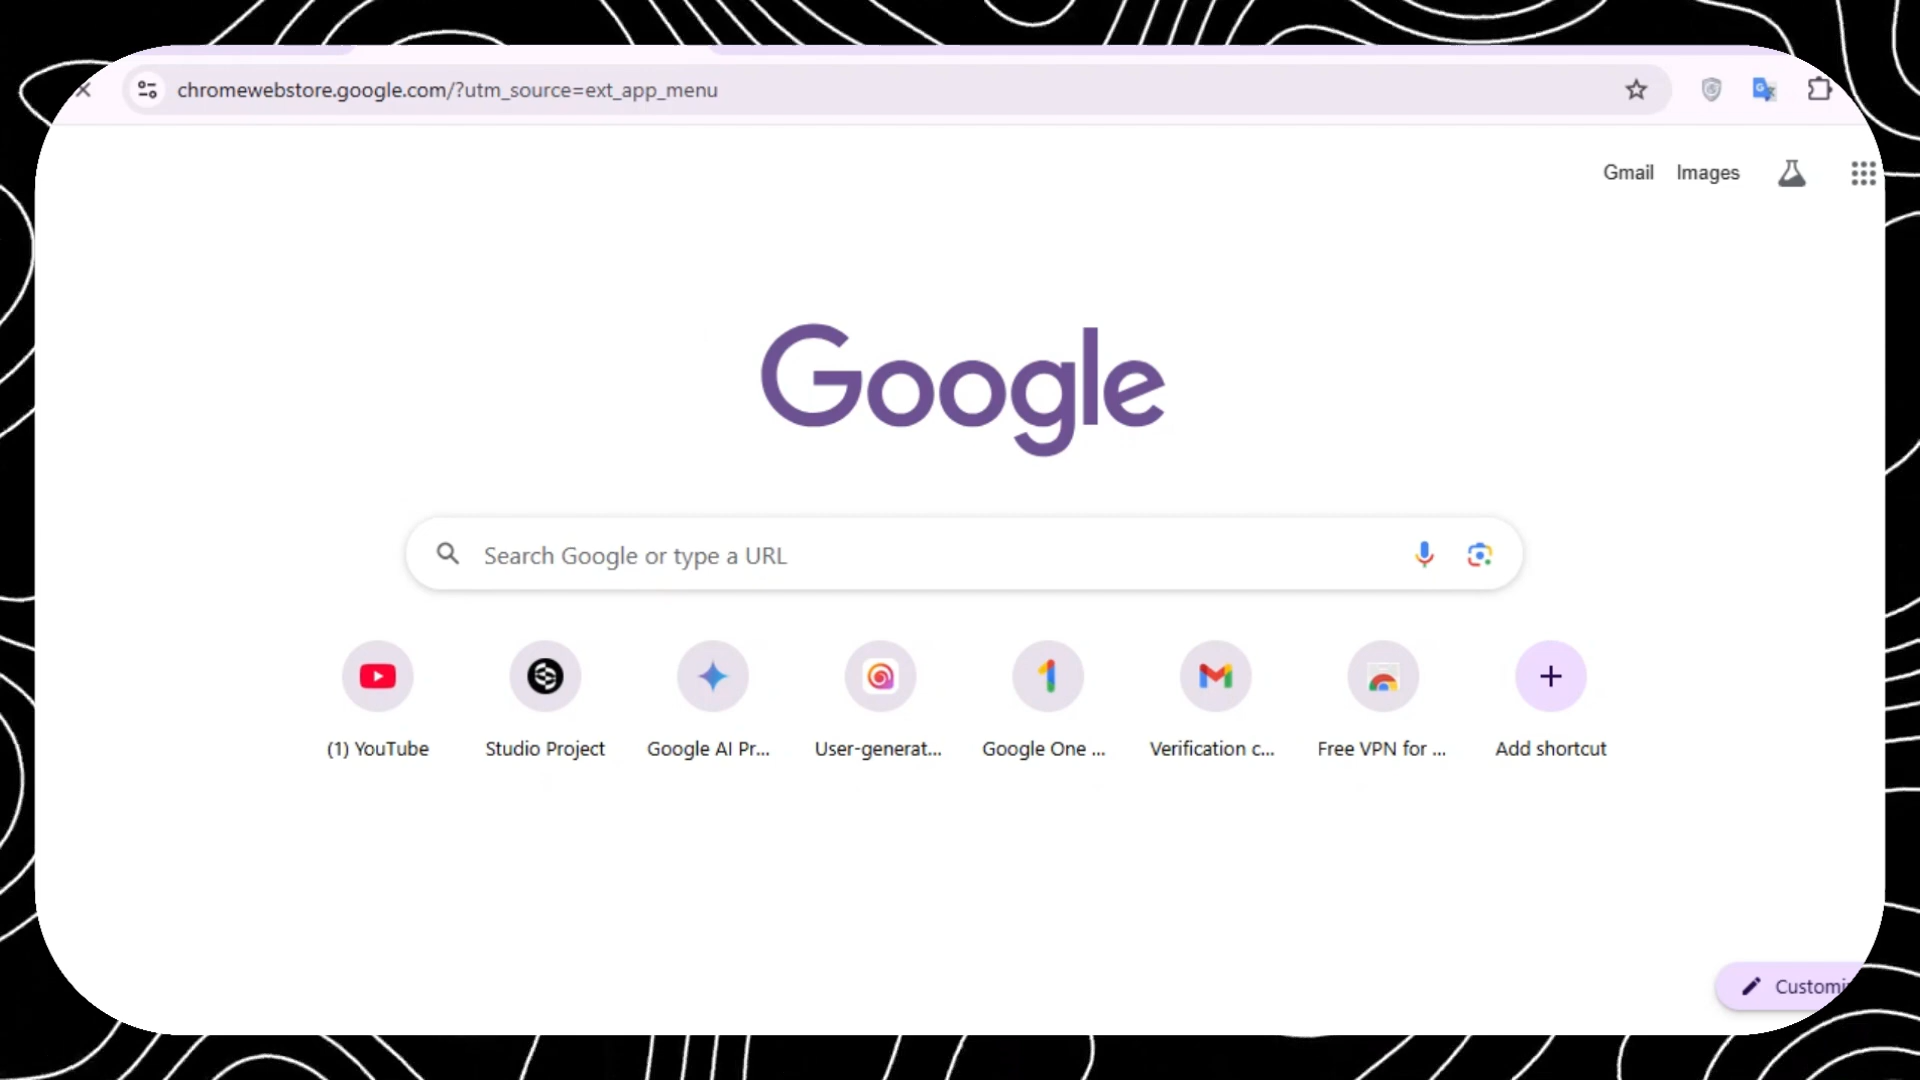 chromewebstore.google.com/?utm_source=ext_app_menu
Gmail Images
Google
Search Google or type a URL
(1) YouTube Studio Project Google AI Pr... User-generat... Google One ... Verification c... Free VPN for ... Add shortcut